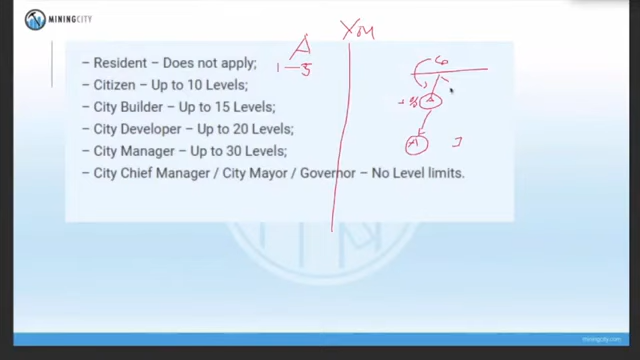 MININGCITY
A
You
1 - 5
– Resident – Does not apply;
– Citizen – Up to 10 Levels;
– City Builder – Up to 15 Levels;
– City Developer – Up to 20 Levels;
– City Manager – Up to 30 Levels;
– City Chief Manager / City Mayor / Governor – No Level limits.
miningcity.com